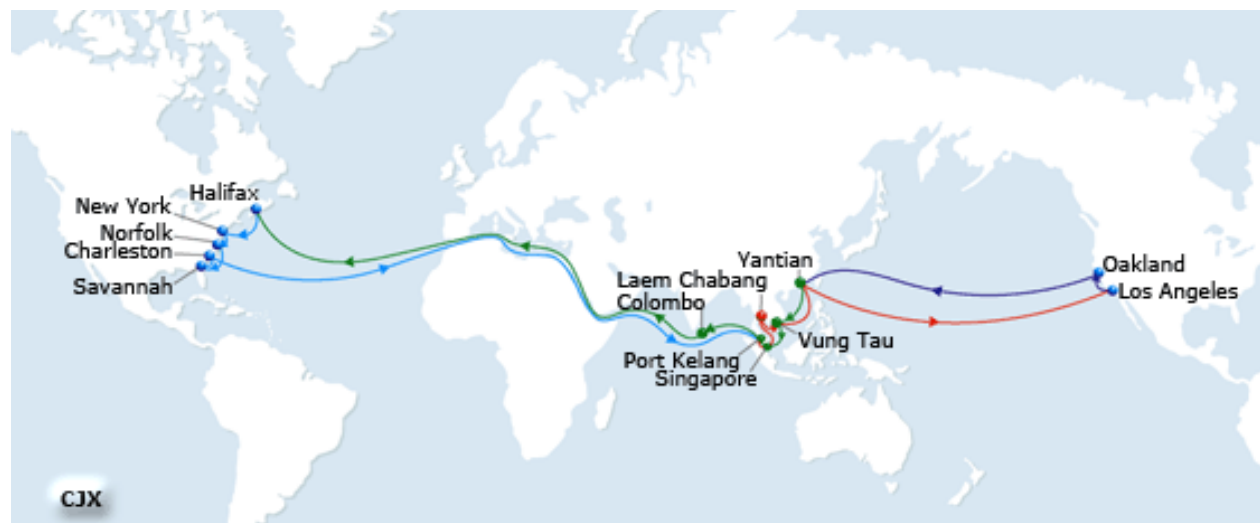 Halifax
New York
Norfolk
Charleston
Savannah
Laem Chabang
Colombo
Yantian
Port Kelang
Singapore
Vung Tau
Oakland
Los Angeles
CJX